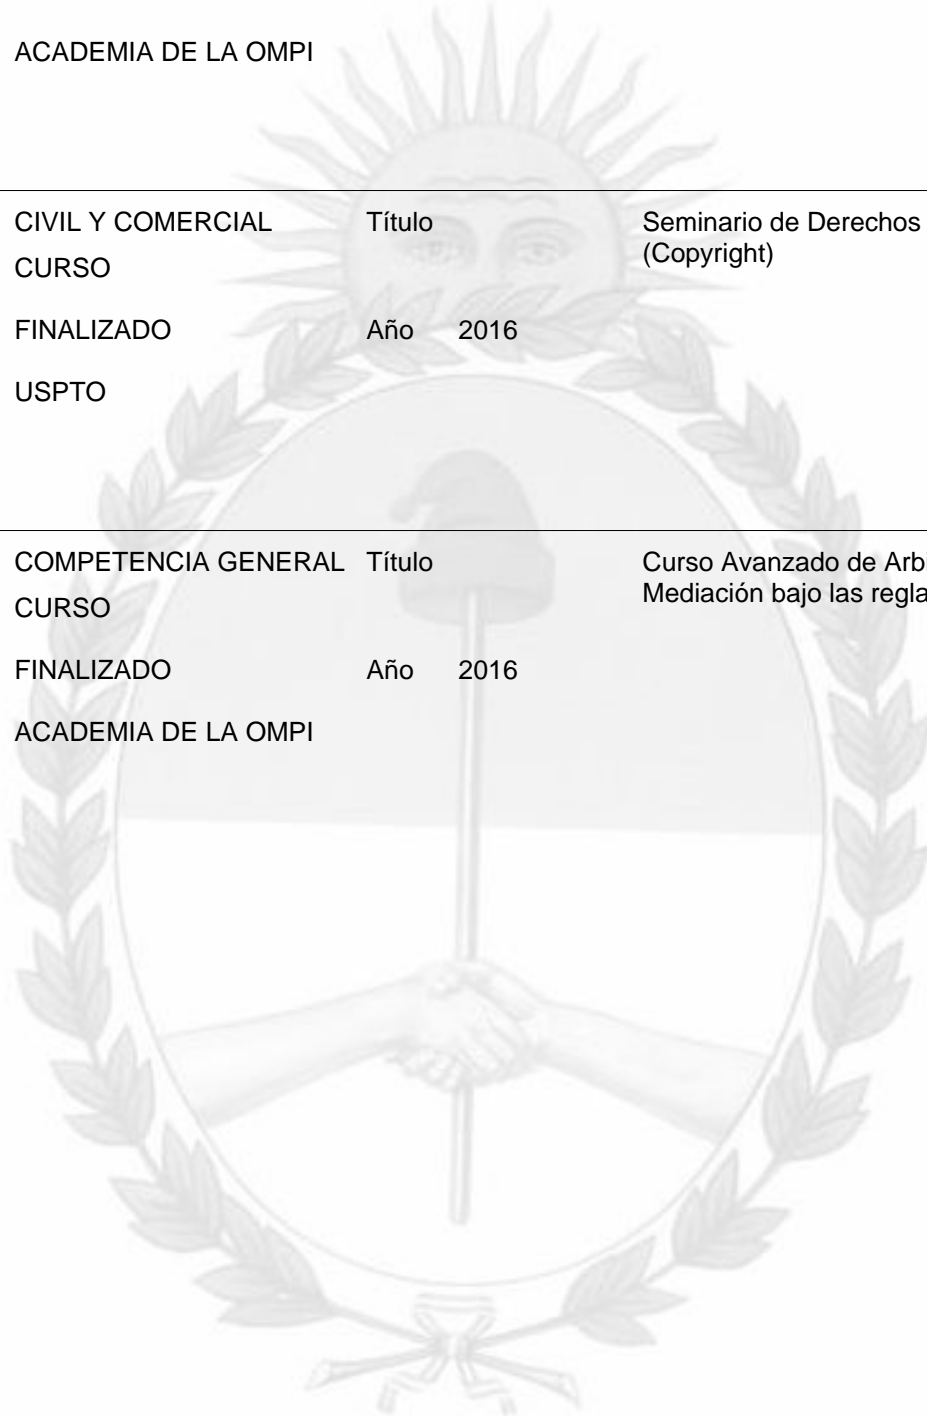 ACADEMIA DE LA OMPI
CIVIL Y COMERCIAL Título Seminario de Derechos
(Copyright)
CURSO
FINALIZADO Año 2016
USPTO
COMPETENCIA GENERAL Título Curso Avanzado de
Mediación bajo las
CURSO
FINALIZADO Año 2016
ACADEMIA DE LA OMPI